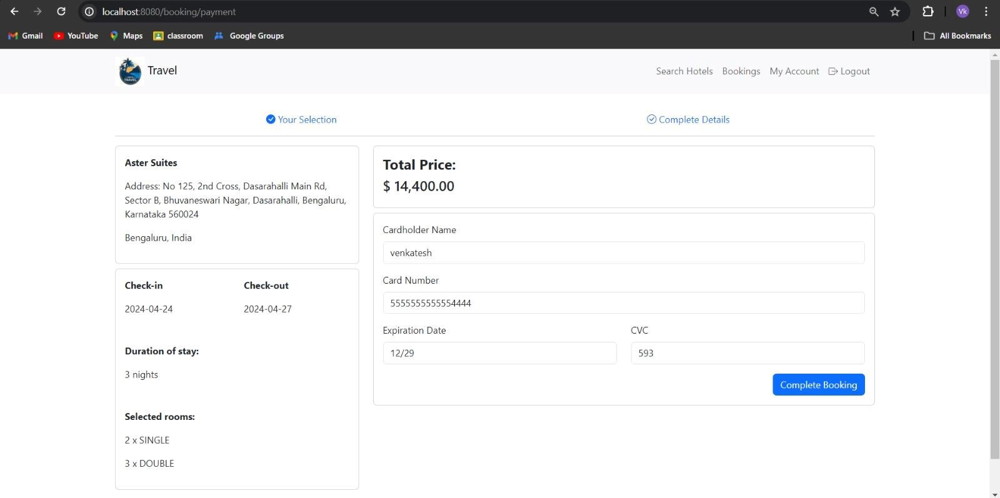 localhost:8080/booking/payment
Vk
Gmail YouTube Maps classroom Google Groups All Bookmarks
TRAVEL
Travel
Search Hotels Bookings My Account Logout
Your Selection Complete Details
Aster Suites
Address: No 125, 2nd Cross, Dasarahalli Main Rd,
Sector B, Bhuvaneswari Nagar, Dasarahalli, Bengaluru,
Karnataka 560024
Bengaluru, India
Check-in Check-out
2024-04-24 2024-04-27
Duration of stay:
3 nights
Selected rooms:
2 x SINGLE
3 x DOUBLE
Total Price:
$ 14,400.00
Cardholder Name
venkatesh
Card Number
5555555555554444
Expiration Date CVC
12/29 593
Complete Booking